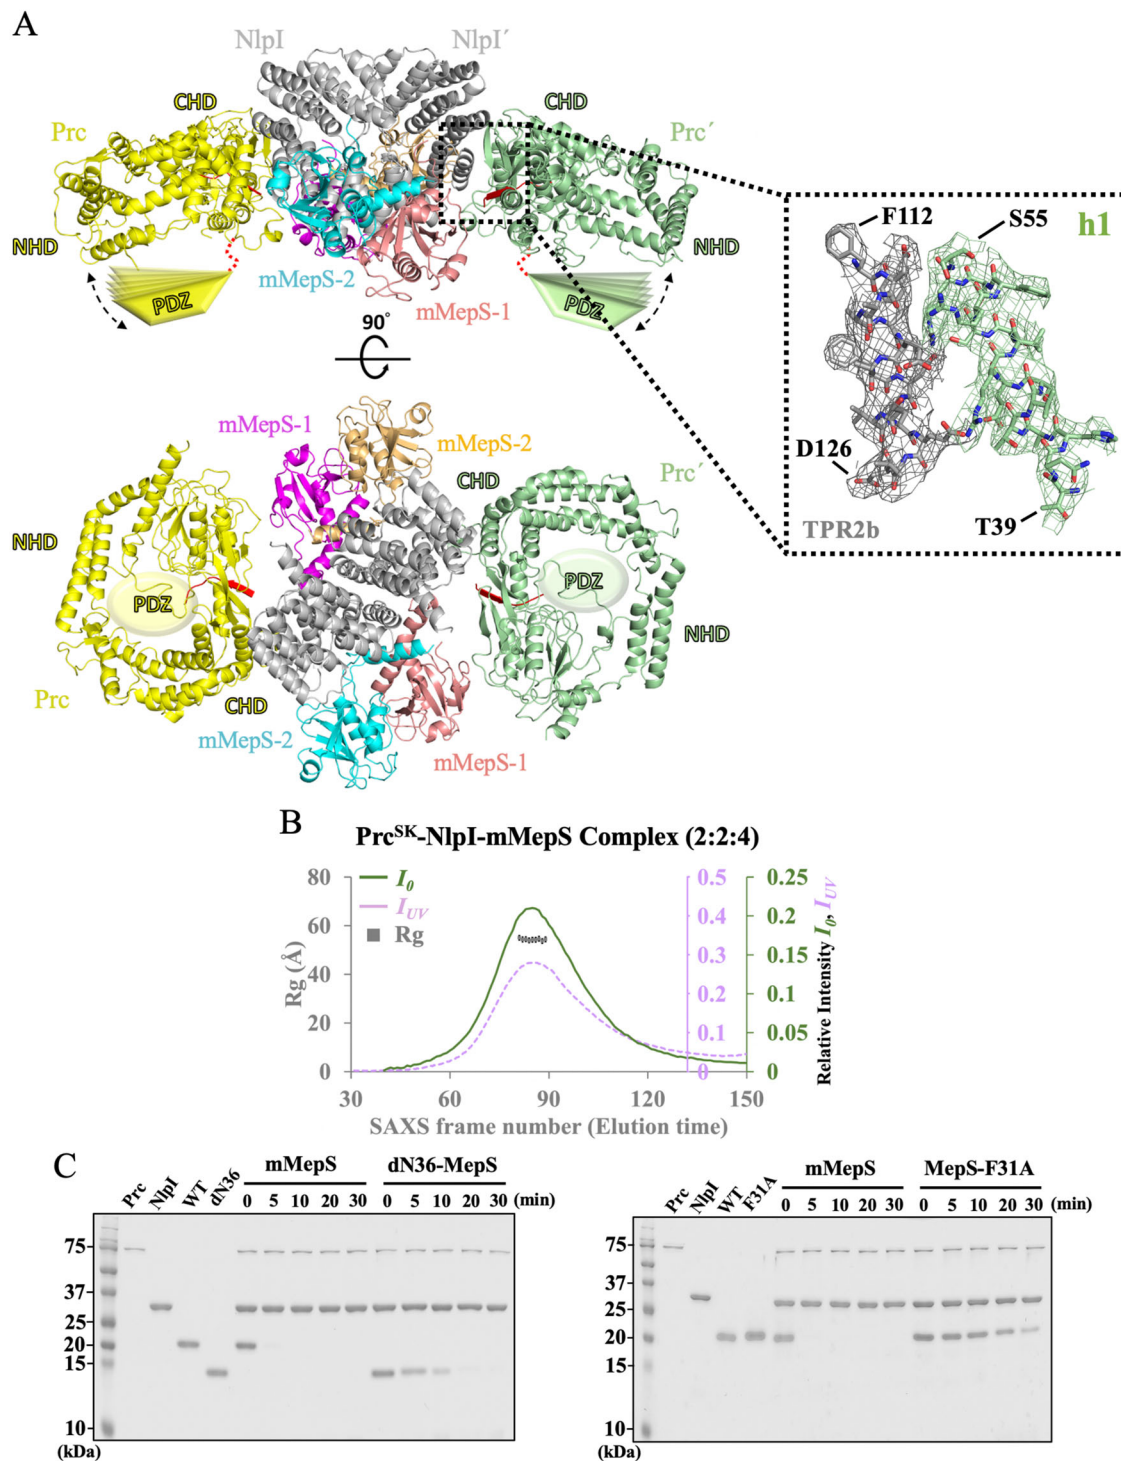 A
NlpI NlpI´
CHD CHD
Prc Prc´
NHD NHD
mMepS-2
PDZ PDZ
mMepS-1
90°
F112 S55 h1
D126
TPR2b T39
mMepS-1
mMepS-2
CHD Prc´
NHD
PDZ PDZ
NHD
Prc
CHD
mMepS-2
mMepS-1
B
Prc^SK-NlpI-mMepS Complex (2:2:4)
80 0.5 0.25
I₀
I_UV
Rg
60 0.4 0.2
0.3 0.15
40
0.2 0.1
20
0.1 0.05
0 0 0
Rg (Å)
Relative Intensity I₀, I_UV
30 60 90 120 150
SAXS frame number (Elution time)
C
Prc NlpI WT dN36 mMepS dN36-MepS
0 5 10 20 30 0 5 10 20 30 (min)
75
37
25
20
15
10
(kDa)
Prc NlpI WT F31A mMepS MepS-F31A
0 5 10 20 30 0 5 10 20 30 (min)
75
37
25
20
15
10
(kDa)